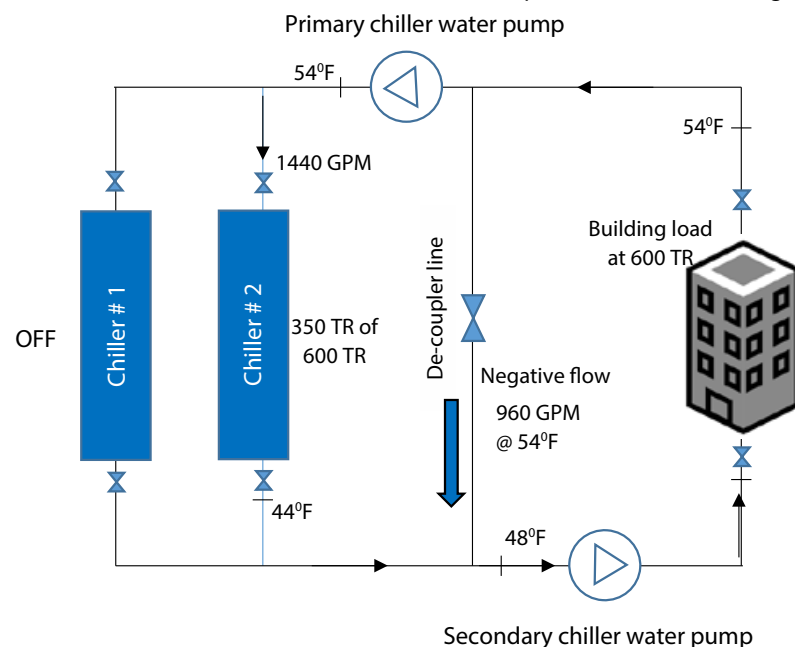 Primary chiller water pump
54⁰F
54⁰F
1440 GPM
Building load
at 600 TR
Chiller # 1
Chiller # 2
De-coupler line
OFF
350 TR of
600 TR
Negative flow
960 GPM
@ 54⁰F
44⁰F
48⁰F
Secondary chiller water pump